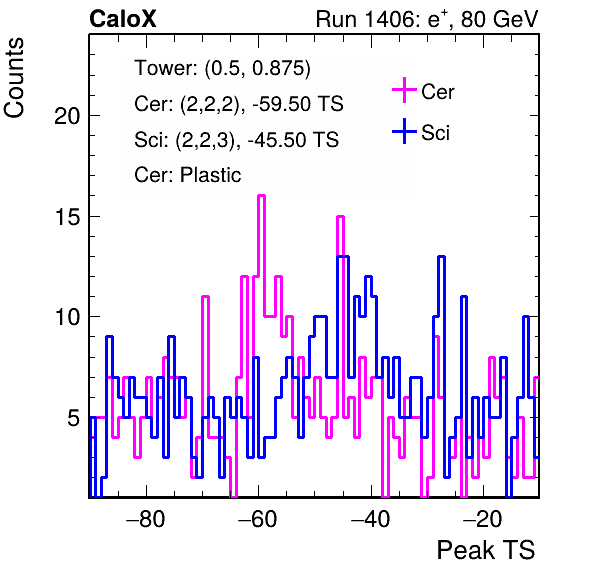 CaloX Run 1406: e+, 80 GeV
Counts
Tower: (0.5, 0.875)
Cer: (2,2,2), -59.50 TS
Sci: (2,2,3), -45.50 TS
Cer: Plastic
Cer
Sci
20
15
10
5
−80 −60 −40 −20
Peak TS